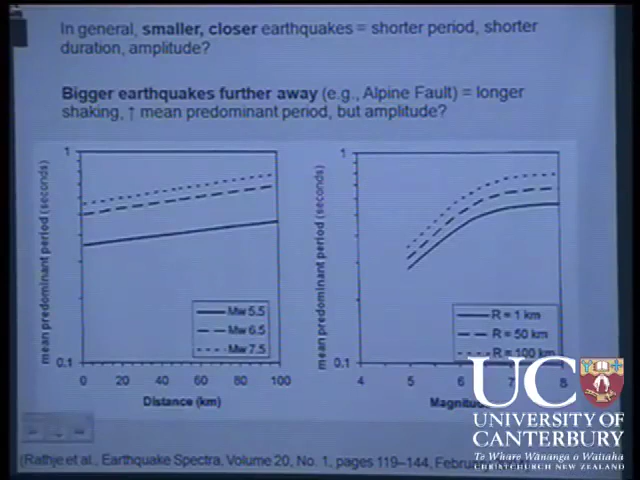 In general, smaller, closer earthquakes = shorter period, shorter
duration, amplitude?
Bigger earthquakes further away (e.g., Alpine Fault) = longer
shaking, ↑ mean predominant period, but amplitude?
mean predominant period (seconds)
1
0.1
Mw 5.5
Mw 6.5
Mw 7.5
0 20 40 60 80 100
Distance (km)
mean predominant period (seconds)
1
0.1
R = 1 km
R = 50 km
R = 100 km
4 5 6 7 8
(Rathje et al., Earthquake Spectra, Volume 20, No. 1, pages 119–144,
UC
UNIVERSITY OF
CANTERBURY
Te Whare Wānanga o Waitaha
CHRISTCHURCH NEW ZEALAND